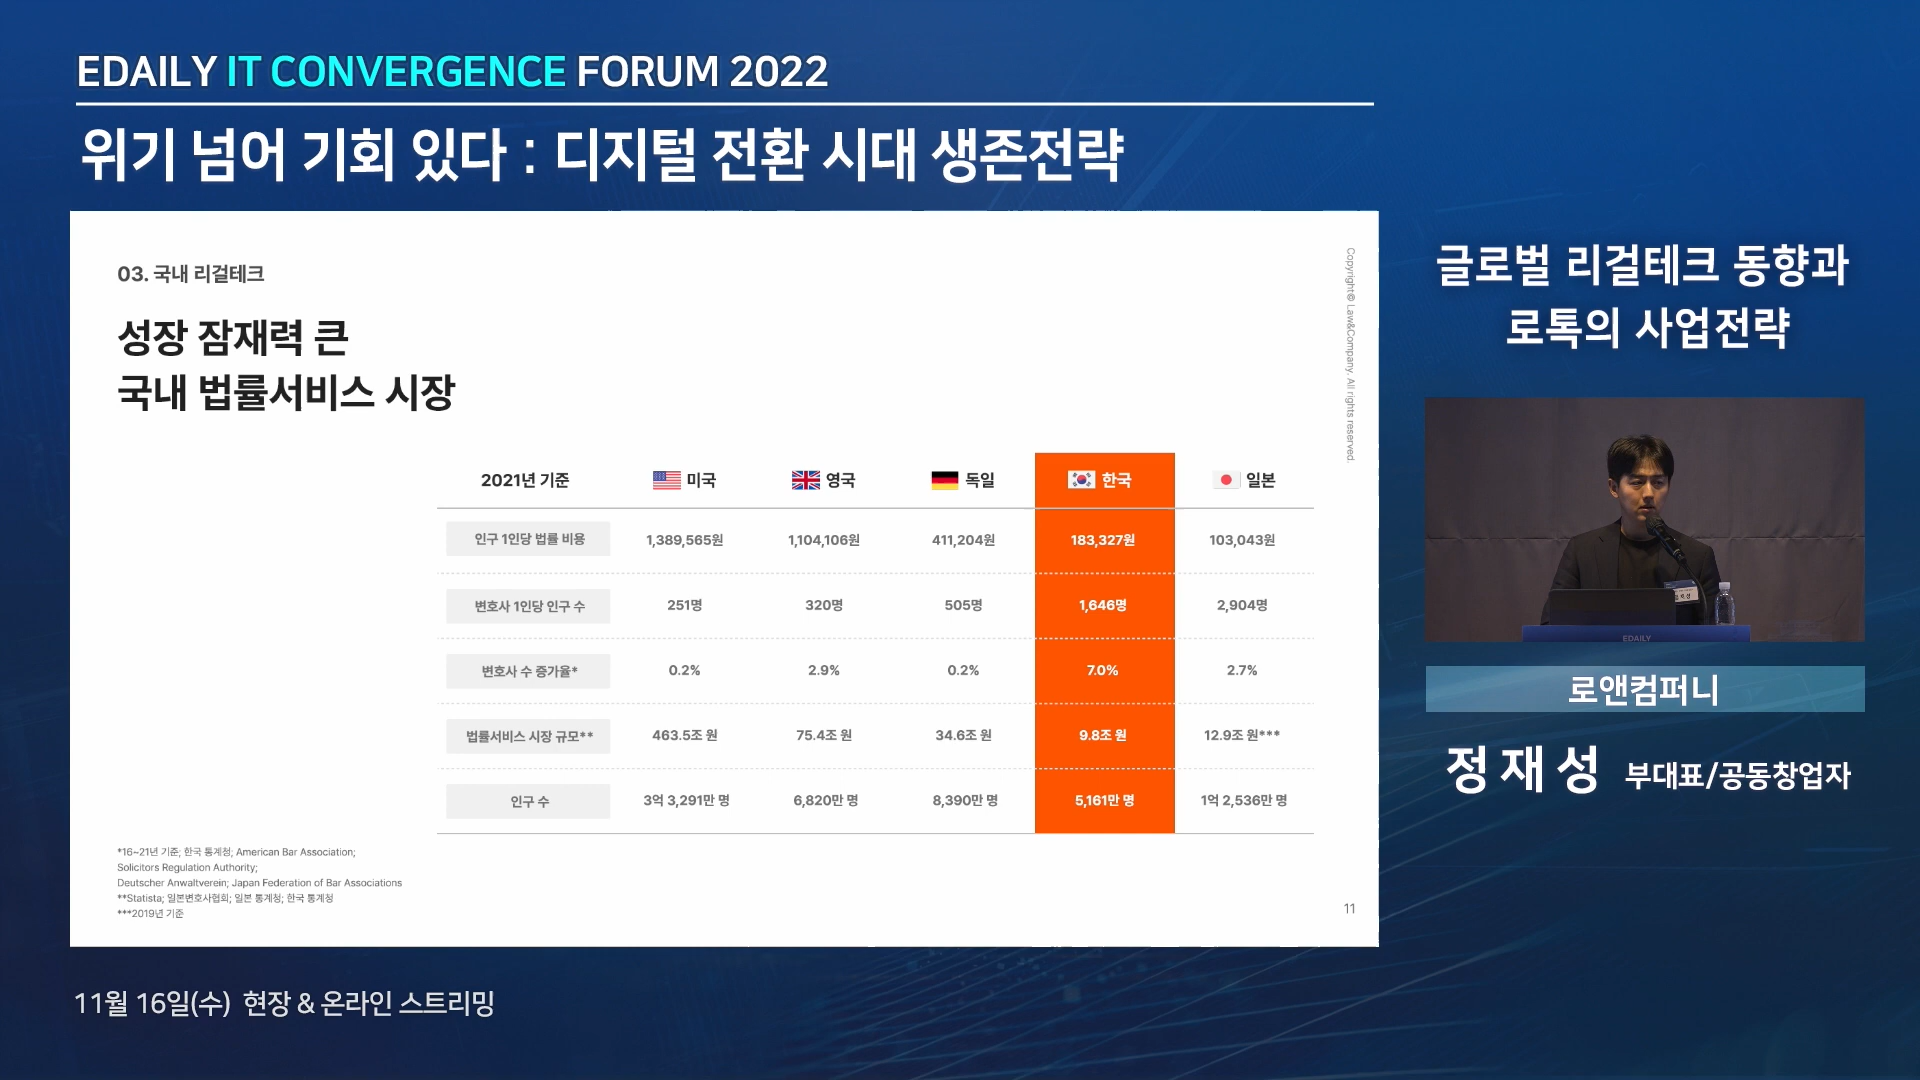 EDAILY IT CONVERGENCE FORUM 2022
위기 넘어 기회 있다 : 디지털 전환 시대 생존전략
03. 국내 리걸테크
성장 잠재력 큰
국내 법률서비스 시장
Copyright© Law&Company. All rights reserved.
2021년 기준 미국 영국 독일 한국 일본
인구 1인당 법률 비용 1,389,565원 1,104,106원 411,204원 183,327원 103,043원
변호사 1인당 인구 수 251명 320명 505명 1,646명 2,904명
변호사 수 증가율* 0.2% 2.9% 0.2% 7.0% 2.7%
법률서비스 시장 규모** 463.5조 원 75.4조 원 34.6조 원 9.8조 원 12.9조 원***
인구 수 3억 3,291만 명 6,820만 명 8,390만 명 5,161만 명 1억 2,536만 명
*16~21년 기준; 한국 통계청; American Bar Association;
Solicitors Regulation Authority;
Deutscher Anwaltverein; Japan Federation of Bar Associations
**Statista; 일본변호사협회; 일본 통계청; 한국 통계청
***2019년 기준
11
글로벌 리걸테크 동향과
로톡의 사업전략
EDAILY
로앤컴퍼니
정재성 부대표/공동창업자
11월 16일(수) 현장 & 온라인 스트리밍